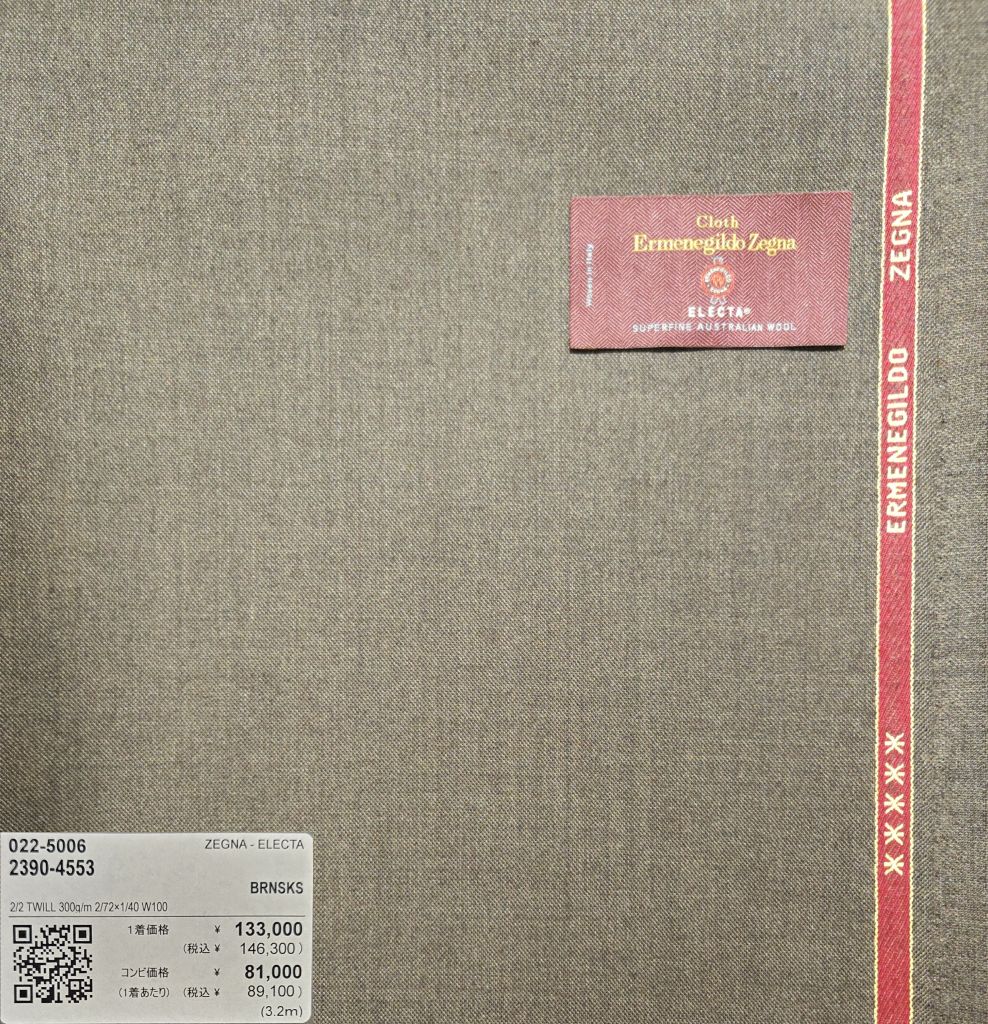 Cloth
Ermenegildo Zegna
Woven in Italy
ELECTA®
SUPERFINE AUSTRALIAN WOOL
ERMENEGILDO ZEGNA
022-5006
ZEGNA - ELECTA
2390-4553
BRNSKS
2/2 TWILL 300g/m 2/72×1/40 W100
1着価格 ¥ 133,000
(税込 ¥ 146,300 )
コンビ価格 ¥ 81,000
(1着あたり) (税込 ¥ 89,100 )
(3.2m)